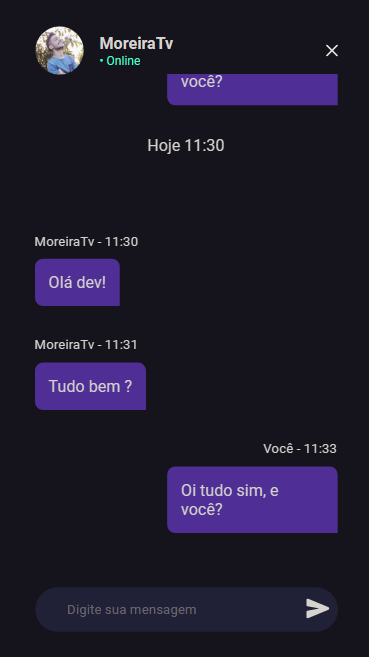 MoreiraTv
• Online
você?
Hoje 11:30
MoreiraTv - 11:30
Olá dev!
MoreiraTv - 11:31
Tudo bem ?
Você - 11:33
Oi tudo sim, e
você?
Digite sua mensagem